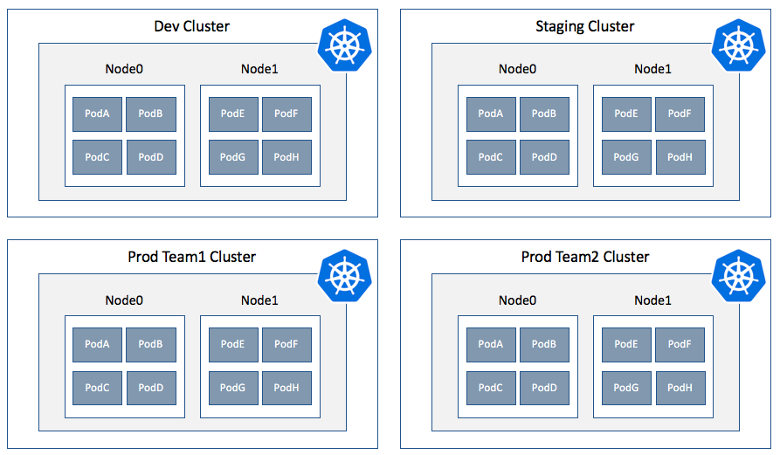 Dev Cluster
Node0 Node1
PodA PodB PodE PodF
PodC PodD PodG PodH
Staging Cluster
Node0 Node1
PodA PodB PodE PodF
PodC PodD PodG PodH
Prod Team1 Cluster
Node0 Node1
PodA PodB PodE PodF
PodC PodD PodG PodH
Prod Team2 Cluster
Node0 Node1
PodA PodB PodE PodF
PodC PodD PodG PodH